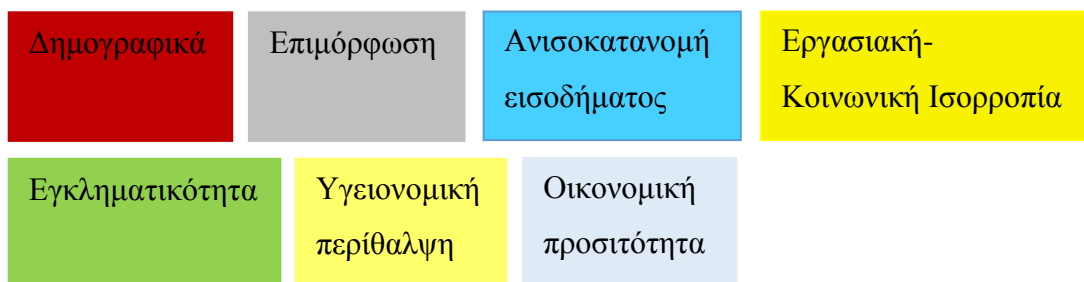 Δημογραφικά
Επιμόρφωση
Ανισοκατανομή
εισοδήματος
Εργασιακή-
Κοινωνική Ισορροπία
Εγκληματικότητα
Υγειονομική
περίθαλψη
Οικονομική
προσιτότητα